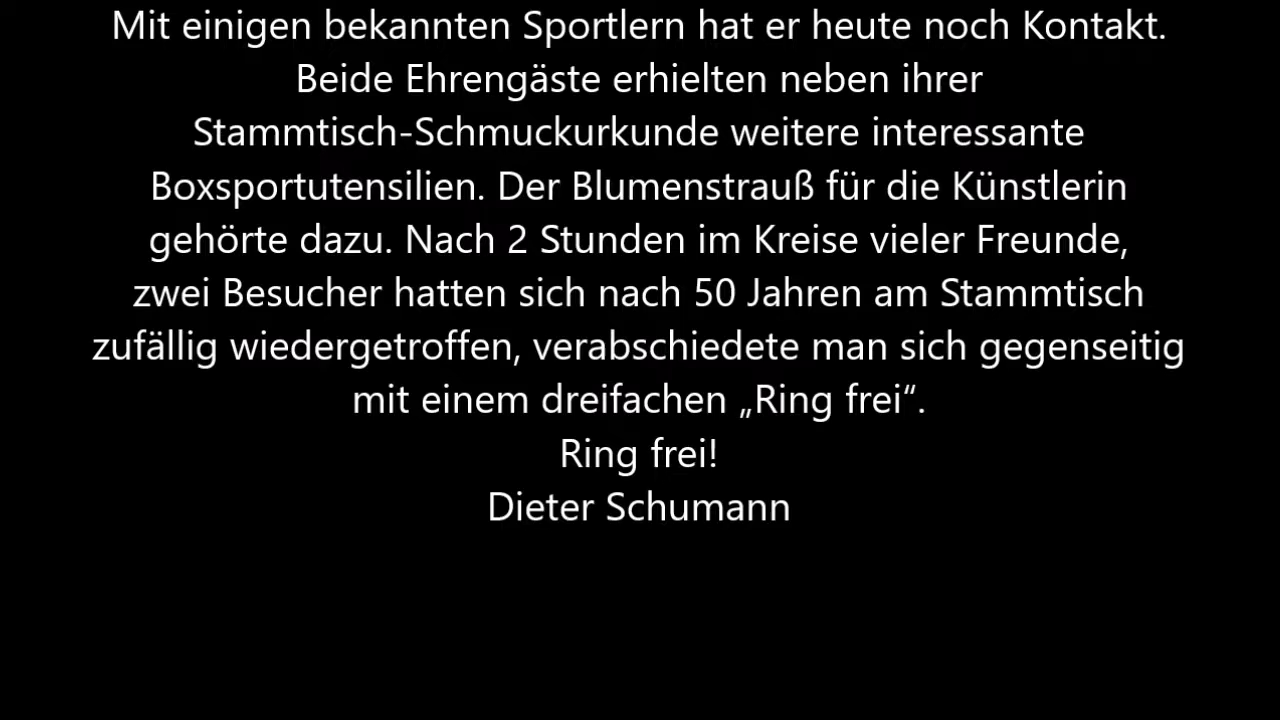 Mit einigen bekannten Sportlern hat er heute noch Kontakt.
Beide Ehrengäste erhielten neben ihrer
Stammtisch-Schmuckurkunde weitere interessante
Boxsportutensilien. Der Blumenstrauß für die Künstlerin
gehörte dazu. Nach 2 Stunden im Kreise vieler Freunde,
zwei Besucher hatten sich nach 50 Jahren am Stammtisch
zufällig wiedergetroffen, verabschiedete man sich gegenseitig
mit einem dreifachen „Ring frei“.
Ring frei!
Dieter Schumann